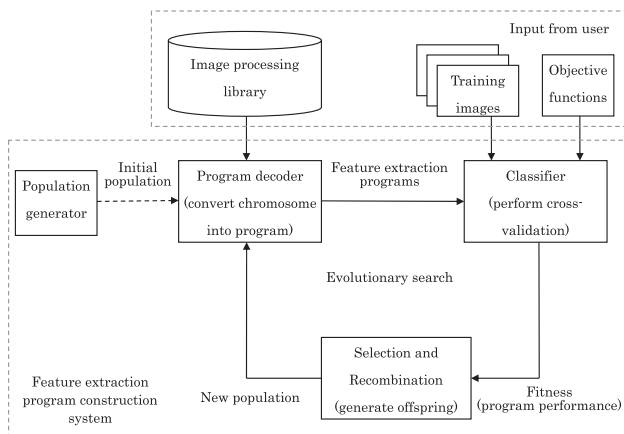 Input from user
Image processing
library
Training
images
Objective
functions
Initial
population
Population
generator
Program decoder
(convert chromosome
into program)
Feature extraction
programs
Classifier
(perform cross-
validation)
Evolutionary search
Selection and
Recombination
(generate offspring)
New population
Fitness
(program performance)
Feature extraction
program construction
system